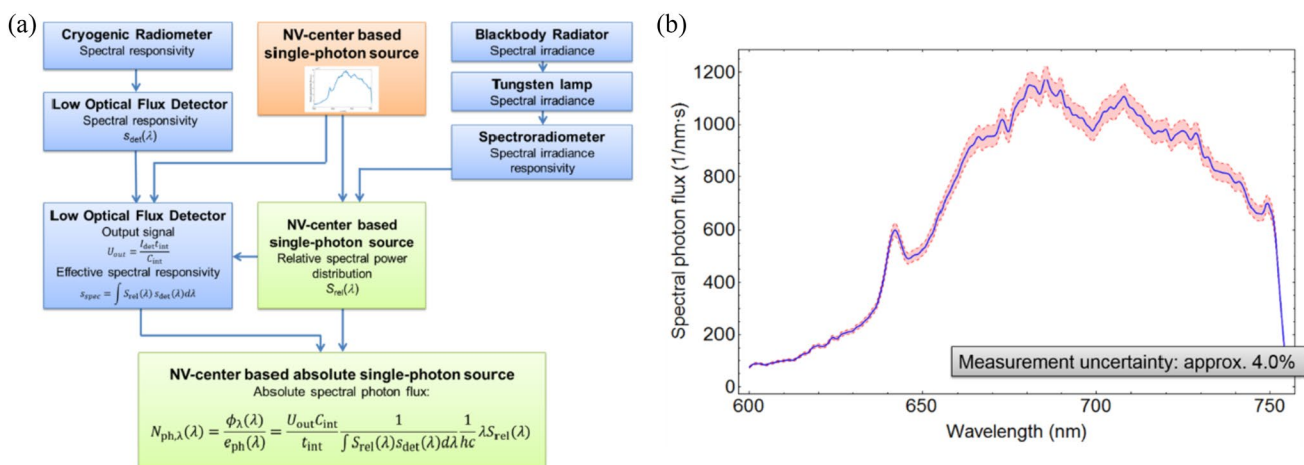 (a)
Cryogenic Radiometer
Spectral responsivity
Low Optical Flux Detector
Spectral responsivity
s_det(λ)
NV-center based
single-photon source
Blackbody Radiator
Spectral irradiance
Tungsten lamp
Spectral irradiance
Spectroradiometer
Spectral irradiance
responsivity
Low Optical Flux Detector
Output signal
U_out = I_det t_int / C_int
Effective spectral responsivity
s_spec = ∫ S_rel(λ) s_det(λ)dλ
NV-center based
single-photon source
Relative spectral power
distribution
S_rel(λ)
NV-center based absolute single-photon source
Absolute spectral photon flux:
N_ph,λ(λ) = ϕ_λ(λ) / e_ph(λ) = U_out C_int / t_int 1 / ∫ S_rel(λ)s_det(λ)dλ 1 / hc λS_rel(λ)
(b)
Spectral photon flux (1/nm·s)
1200
1000
800
600
400
200
0
600
650
700
750
Wavelength (nm)
Measurement uncertainty: approx. 4.0%